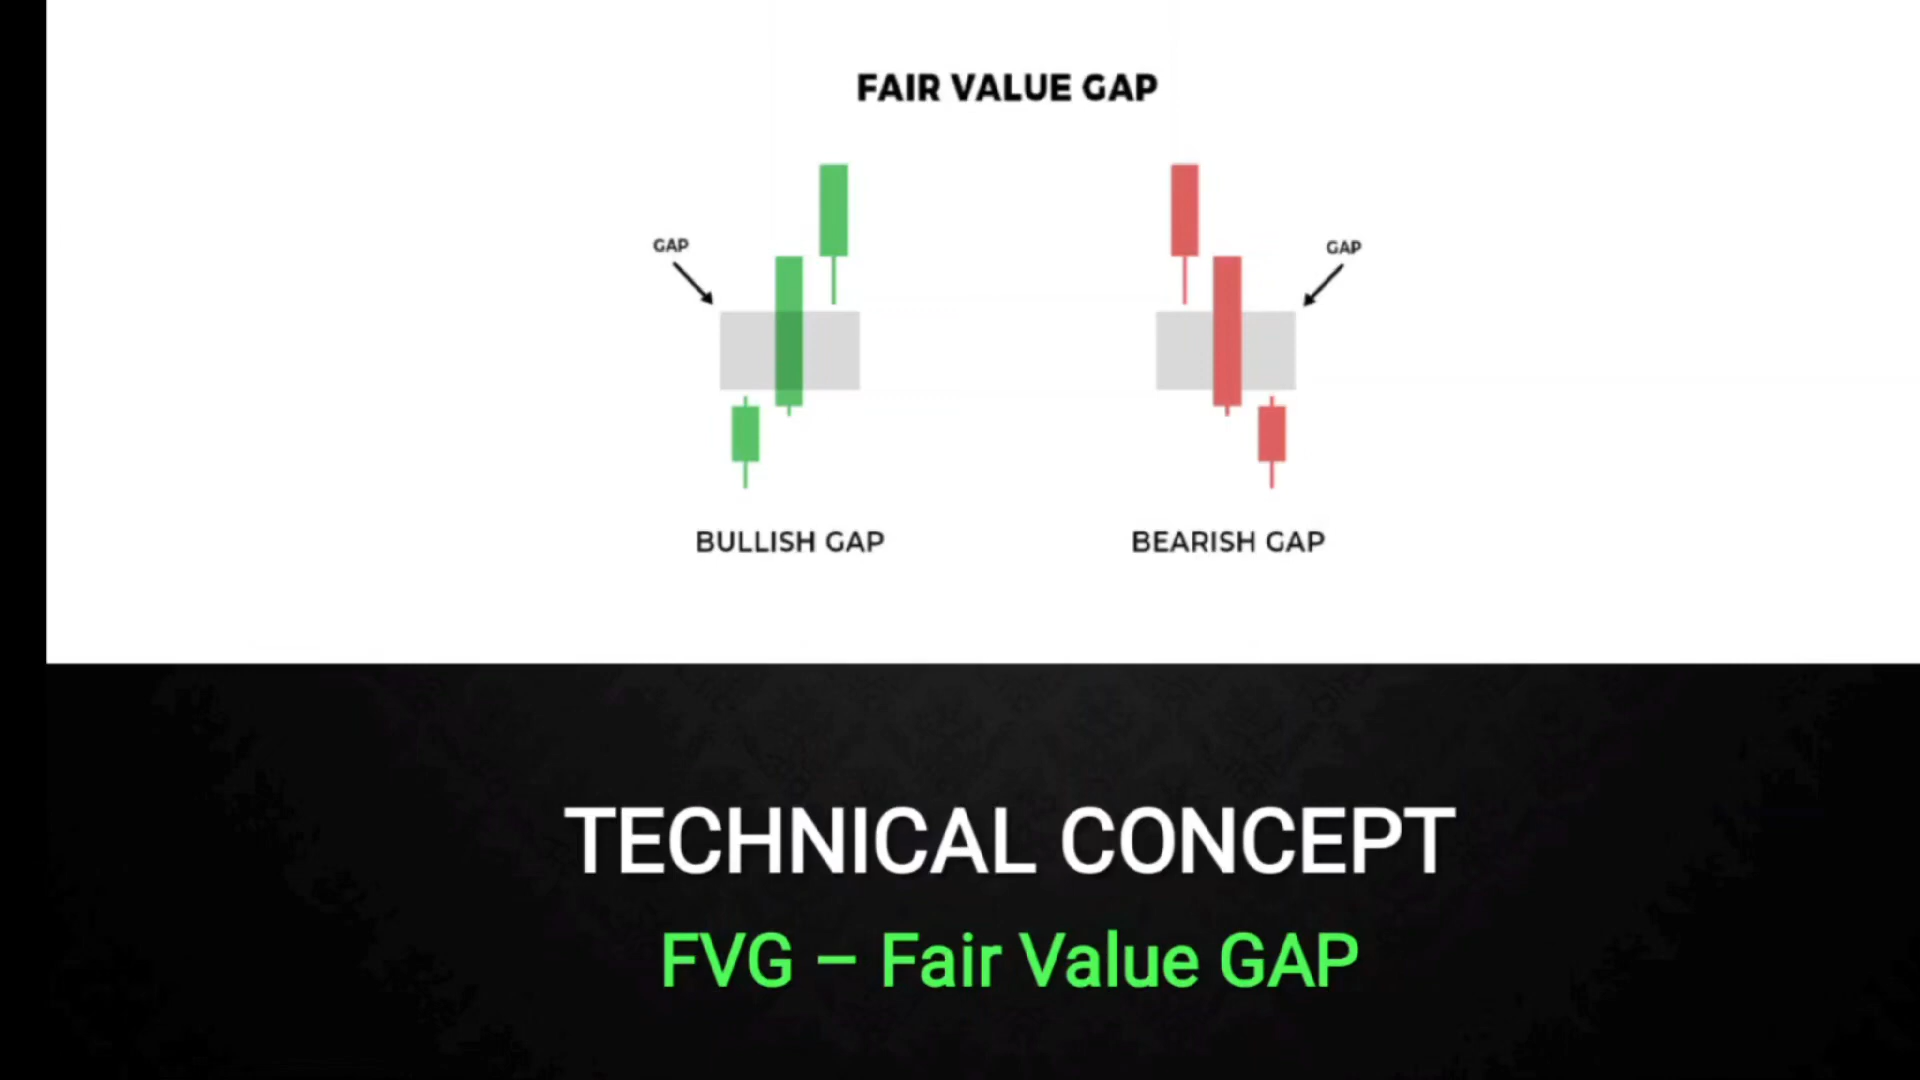 FAIR VALUE GAP
GAP
GAP
BULLISH GAP
BEARISH GAP
TECHNICAL CONCEPT
FVG – Fair Value GAP